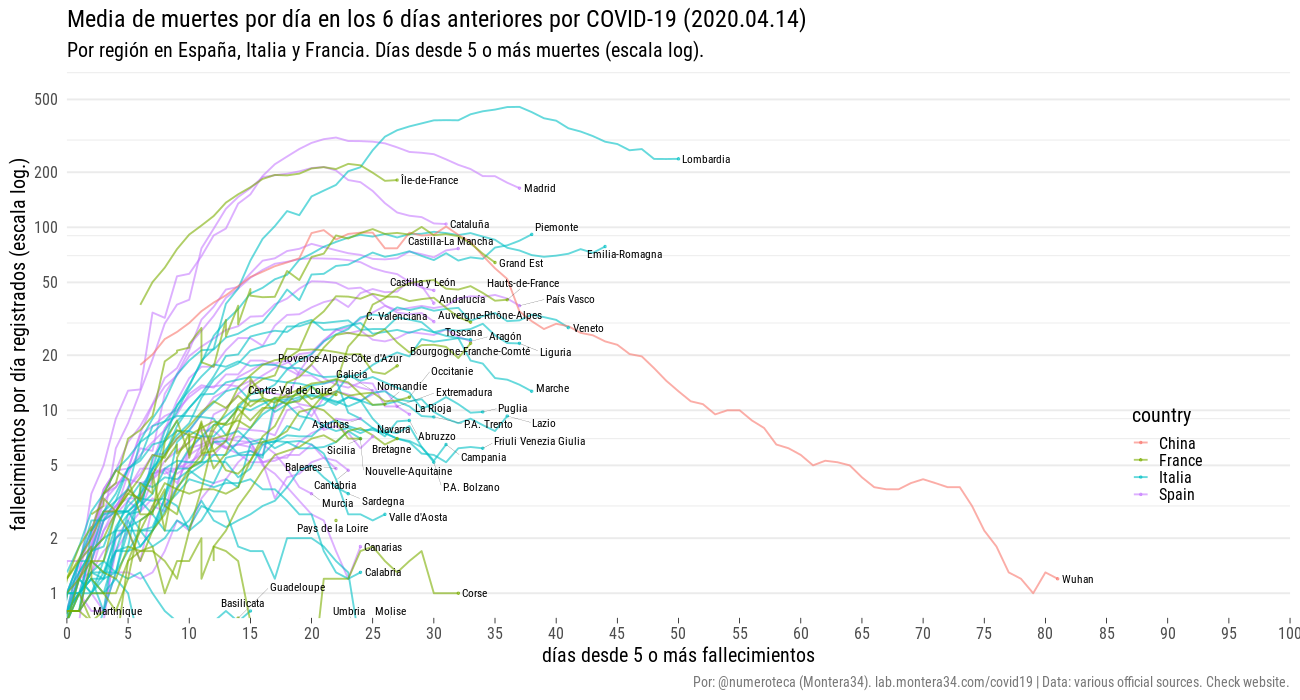 Media de muertes por día en los 6 días anteriores por COVID-19 (2020.04.14)
Por región en España, Italia y Francia. Días desde 5 o más muertes (escala log).
fallecimientos por día registrados (escala log.)
500
200
100
50
20
10
5
2
1
Lombardia
Île-de-France
Madrid
Cataluña
Piemonte
Castilla-La Mancha
Emilia-Romagna
Grand Est
Castilla y León
Hauts-de-France
Andalucía
País Vasco
C. Valenciana
Auvergne-Rhône-Alpes
Veneto
Toscana
Aragón
Bourgogne-Franche-Comté
Liguria
Provence-Alpes-Côte d'Azur
Galicia
Occitanie
Centre-Val de Loire
Normandie
Extremadura
Marche
La Rioja
Puglia
Asturias
Navarra
P.A. Trento
Lazio
Abruzzo
Friuli Venezia Giulia
Sicilia
Bretagne
Campania
Baleares
Nouvelle-Aquitaine
Cantabria
P.A. Bolzano
Murcia
Sardegna
Valle d'Aosta
Pays de la Loire
Canarias
Calabria
Guadeloupe
Corse
Wuhan
Martinique
Basilicata
Umbria
Molise
country
China
France
Italia
Spain
0 5 10 15 20 25 30 35 40 45 50 55 60 65 70 75 80 85 90 95 100
días desde 5 o más fallecimientos
Por: @numeroteca (Montera34). lab.montera34.com/covid19 | Data: various official sources. Check website.